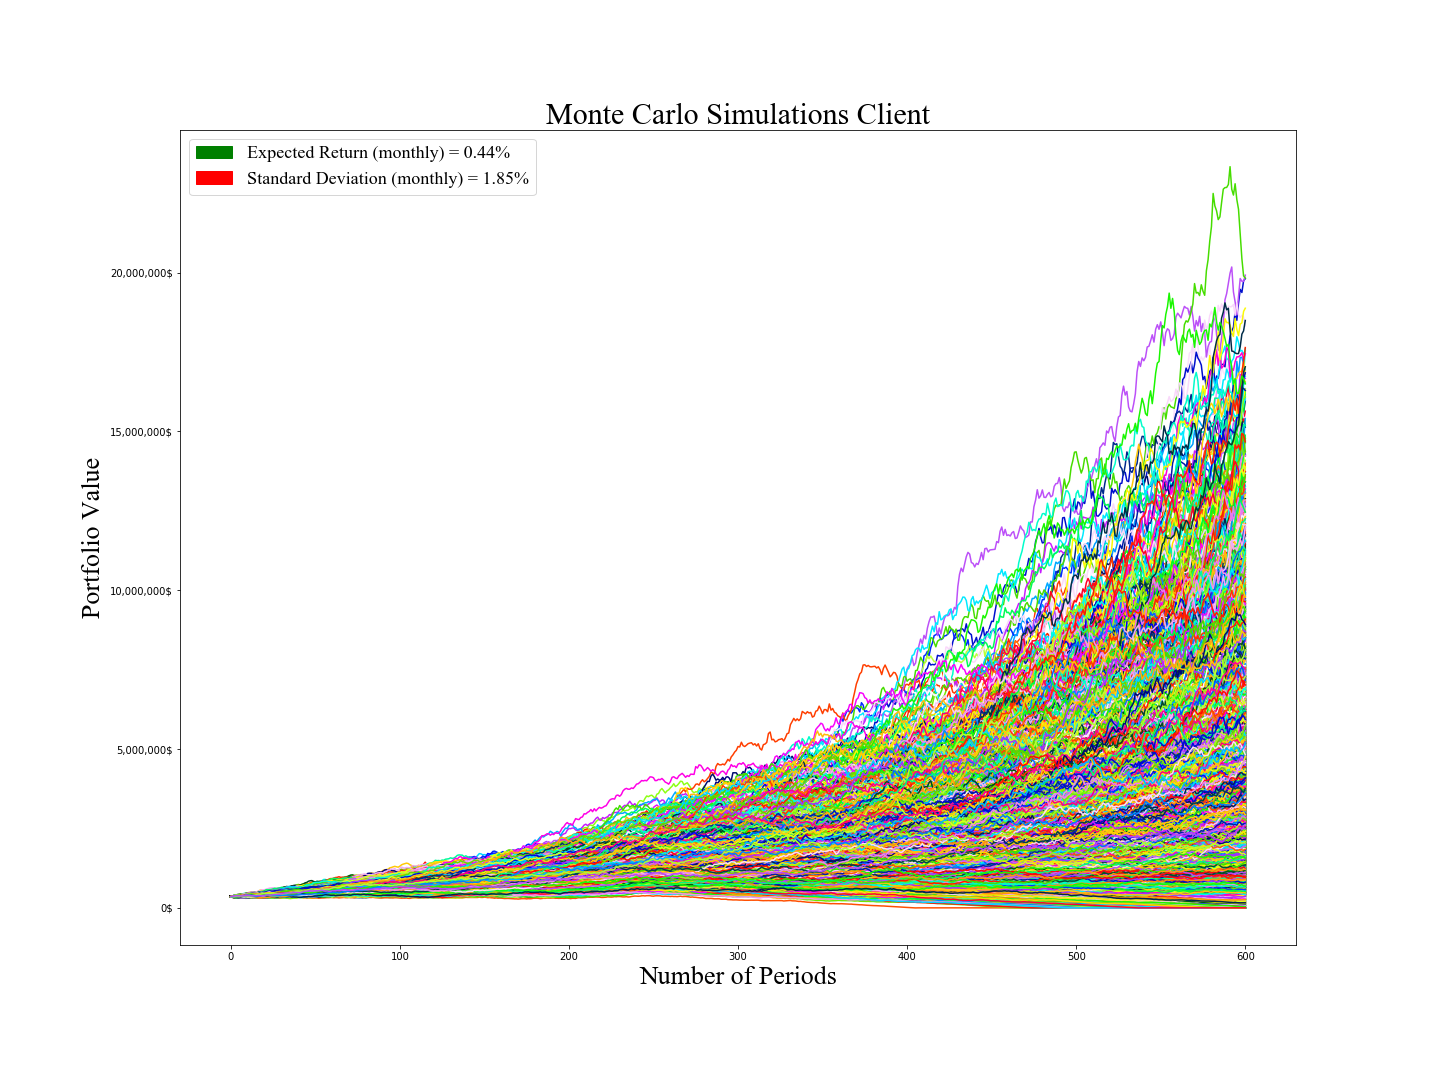 Monte Carlo Simulations Client
Expected Return (monthly) = 0.44%
Standard Deviation (monthly) = 1.85%
20,000,000$
15,000,000$
10,000,000$
5,000,000$
0$
Portfolio Value
0 100 200 300 400 500 600
Number of Periods